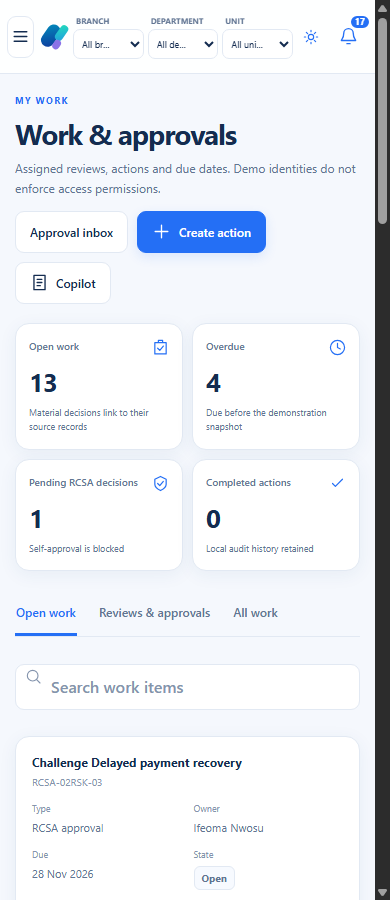 BRANCH
DEPARTMENT
UNIT
All br...
All de...
All uni...
17
MY WORK
Work & approvals
Assigned reviews, actions and due dates. Demo identities do not
enforce access permissions.
Approval inbox
Create action
Copilot
Open work
13
Material decisions link to their
source records
Overdue
4
Due before the demonstration
snapshot
Pending RCSA decisions
1
Self-approval is blocked
Completed actions
0
Local audit history retained
Open work
Reviews & approvals
All work
Search work items
Challenge Delayed payment recovery
RCSA-02RSK-03
Type
RCSA approval
Owner
Ifeoma Nwosu
Due
28 Nov 2026
State
Open